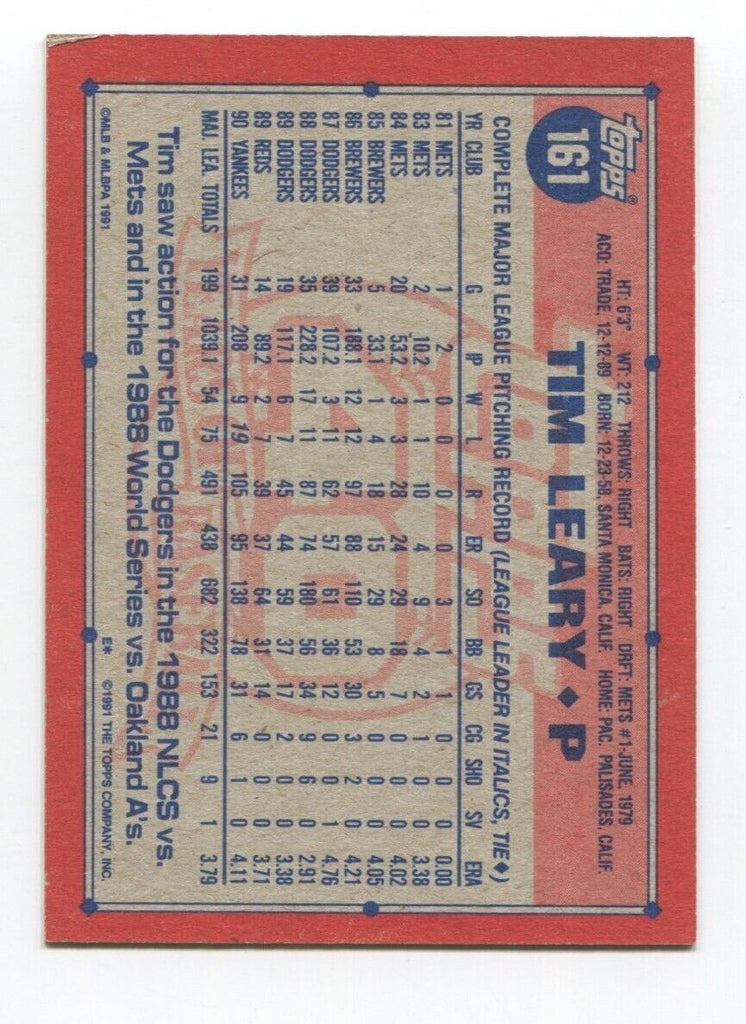 topps®
161
HT: 6'3" WT: 212 THROWS: RIGHT BATS: RIGHT DRFT: METS #1-JUNE, 1979
ACQ: TRADE, 12-12-89 BORN: 12-23-58, SANTA MONICA, CALIF. HOME: PAC. PALISADES, CALIF.
TIM LEARY ♦ P
COMPLETE MAJOR LEAGUE PITCHING RECORD (LEAGUE LEADER IN ITALICS, TIE♦)
YR CLUB G IP W L R ER SO BB GS CG SHO SV ERA
81 METS 1 2 0 0 0 0 3 1 1 0 0 0 0.00
83 METS 2 10.2 1 1 10 4 9 4 2 1 0 0 3.38
84 METS 20 53.2 3 3 28 24 29 18 7 0 0 0 4.02
85 BREWERS 5 33.1 1 4 18 15 29 8 5 0 0 0 4.05
86 BREWERS 33 188.1 12 12 97 88 110 53 30 3 2 0 4.21
87 DODGERS 39 107.2 3 11 62 57 61 36 12 0 0 1 4.76
88 DODGERS 35 228.2 17 11 87 74 180 56 34 9 6 0 2.91
89 DODGERS 19 117.1 6 7 45 44 59 37 17 2 0 0 3.38
89 REDS 14 89.2 2 7 39 37 64 31 14 0 0 0 3.71
90 YANKEES 31 208 9 19 105 95 138 78 31 6 1 0 4.11
MAJ. LEA. TOTALS 199 1039.1 54 75 491 438 682 322 153 21 9 1 3.79
Tim saw action for the Dodgers in the 1988 NLCS vs.
Mets and in the 1988 World Series vs. Oakland A's.
©MLB & MLBPA 1991 E* ©1991 THE TOPPS COMPANY, INC.
40
YEARS OF BASEBALL